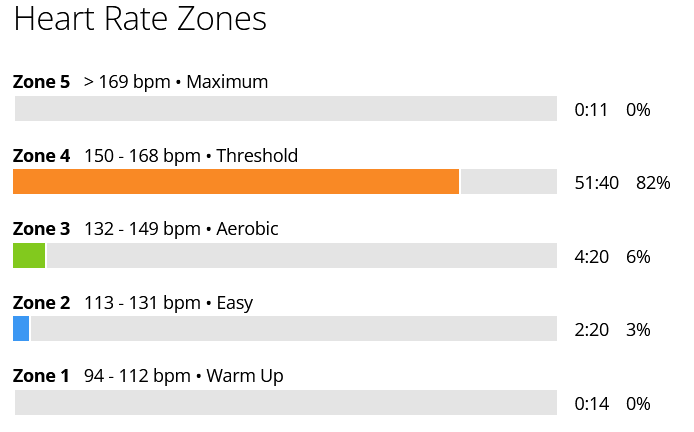 Heart Rate Zones
Zone 5 > 169 bpm • Maximum
0:11 0%
Zone 4 150 - 168 bpm • Threshold
51:40 82%
Zone 3 132 - 149 bpm • Aerobic
4:20 6%
Zone 2 113 - 131 bpm • Easy
2:20 3%
Zone 1 94 - 112 bpm • Warm Up
0:14 0%